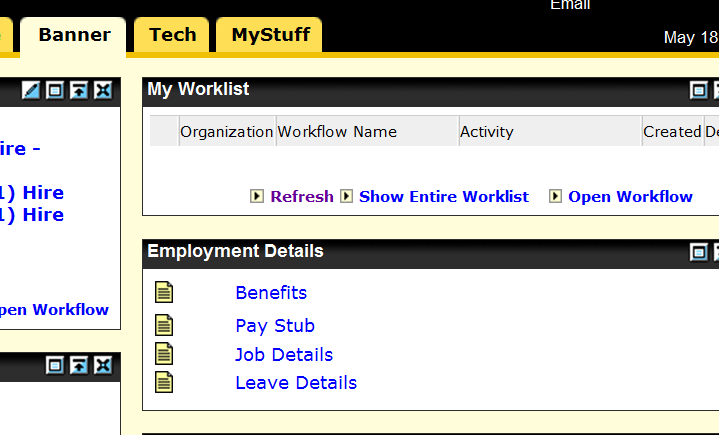 Email
Banner Tech MyStuff
May 18
My Worklist
Organization Workflow Name Activity Created De
ire -
1) Hire
1) Hire
Refresh Show Entire Worklist Open Workflow
Employment Details
Benefits
pen Workflow
Pay Stub
Job Details
Leave Details